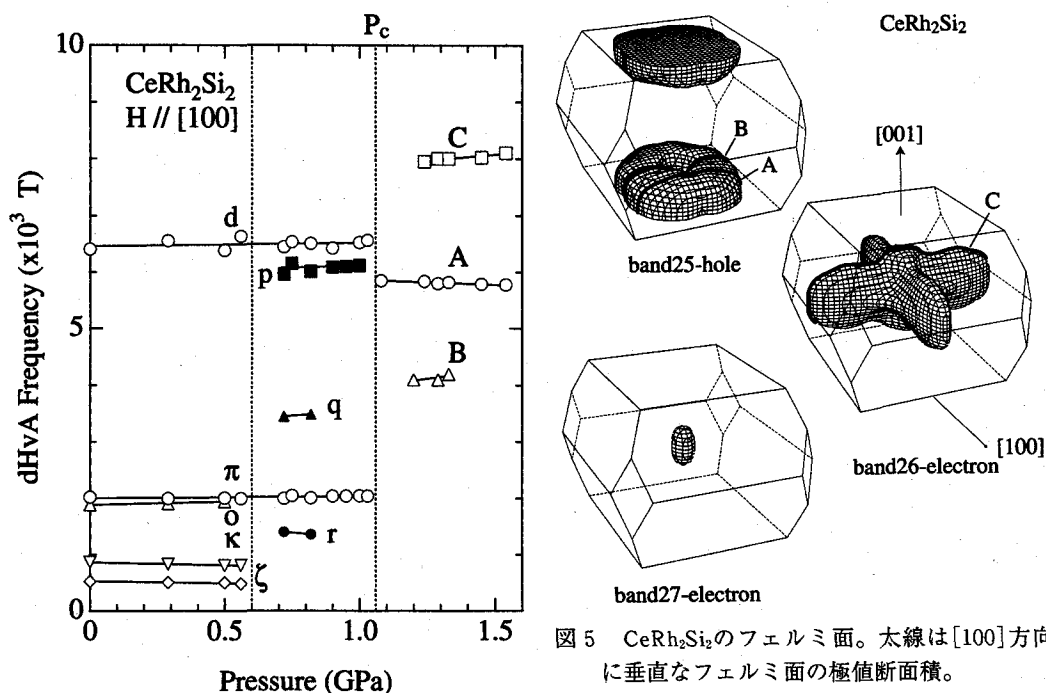 P_c
10
CeRh₂Si₂
H // [100]
C
d
p
A
5
B
q
π
o
κ
r
ζ
0
0
0.5
1.0
1.5
dHvA Frequency (x10³ T)
Pressure (GPa)
CeRh₂Si₂
B
A
band25-hole
[001]
C
[100]
band26-electron
band27-electron
図5 CeRh₂Si₂のフェルミ面。太線は[100]方向
に垂直なフェルミ面の極値断面積。